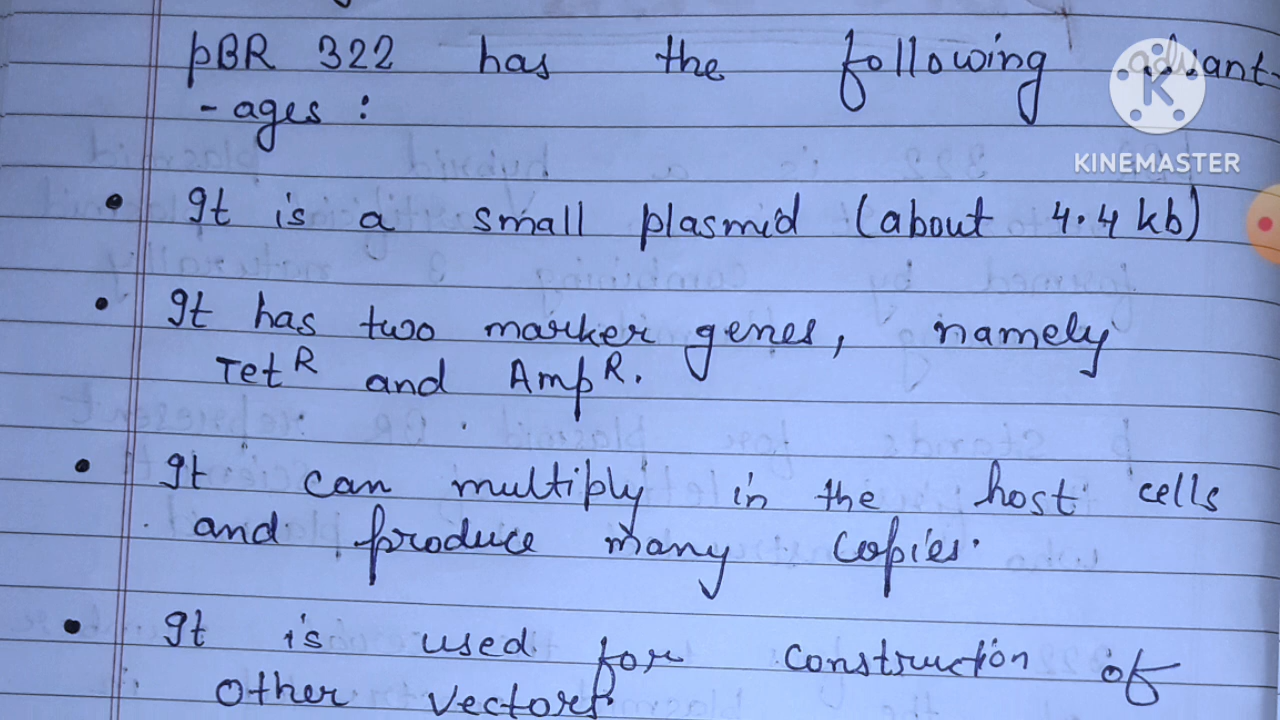 pBR 322 has the following advant-
-ages :
KINEMASTER
• It is a small plasmid (about 4.4 kb)
• It has two marker genes, namely
Tetᴿ and Ampᴿ.
• It can multiply in the host cells
and produce many copies.
• It is used for construction of
other vectors.